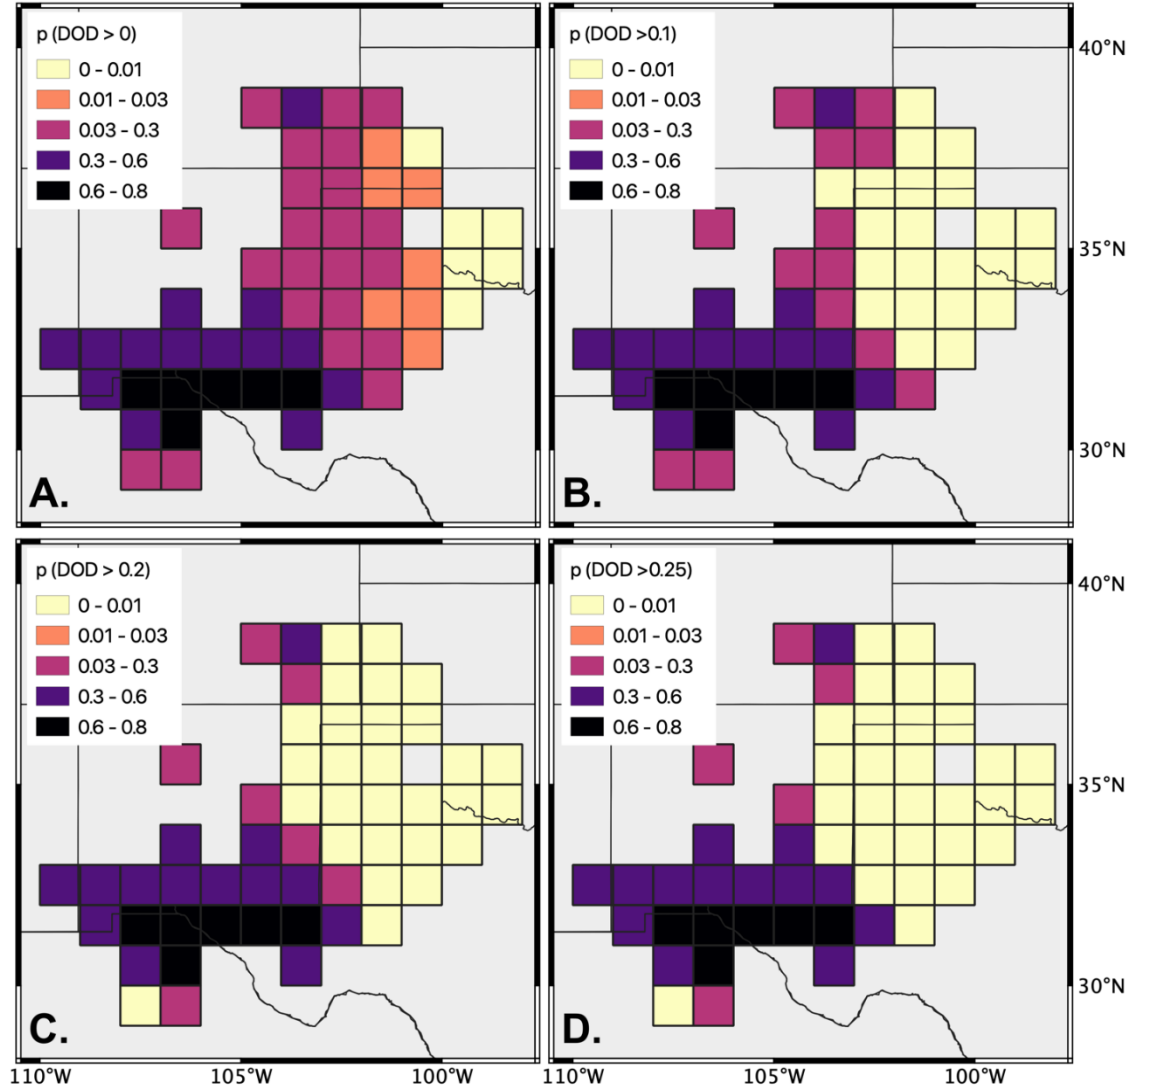 p (DOD > 0)
0 - 0.01
0.01 - 0.03
0.03 - 0.3
0.3 - 0.6
0.6 - 0.8
A.
p (DOD >0.1)
0 - 0.01
0.01 - 0.03
0.03 - 0.3
0.3 - 0.6
0.6 - 0.8
B.
40°N
35°N
30°N
p (DOD > 0.2)
0 - 0.01
0.01 - 0.03
0.03 - 0.3
0.3 - 0.6
0.6 - 0.8
C.
p (DOD >0.25)
0 - 0.01
0.01 - 0.03
0.03 - 0.3
0.3 - 0.6
0.6 - 0.8
D.
40°N
35°N
30°N
110°W
105°W
100°W
110°W
105°W
100°W